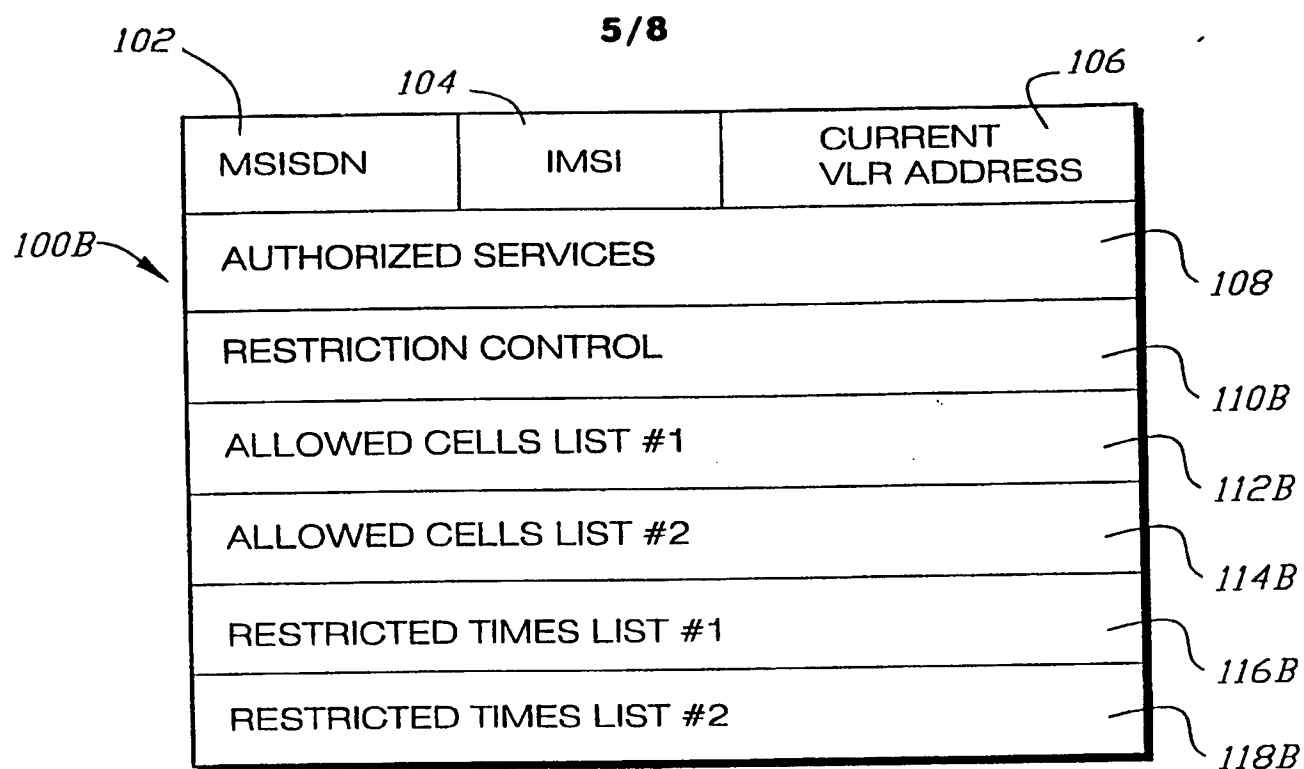 5/8
102
104
106
MSISDN
IMSI
CURRENT
VLR ADDRESS
100B
AUTHORIZED SERVICES
108
RESTRICTION CONTROL
110B
ALLOWED CELLS LIST #1
112B
ALLOWED CELLS LIST #2
114B
RESTRICTED TIMES LIST #1
116B
RESTRICTED TIMES LIST #2
118B